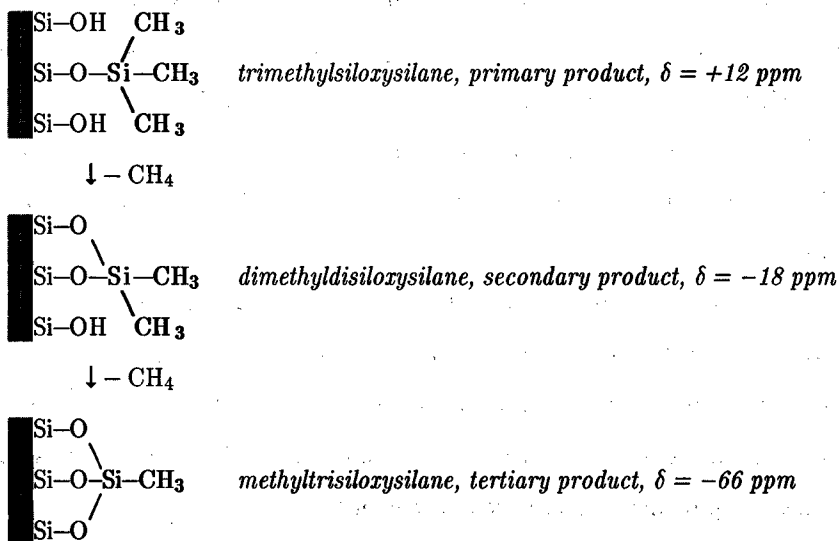 Si–OH CH3
Si–O–Si–CH3 trimethylsiloxysilane, primary product, δ = +12 ppm
Si–OH CH3
↓ – CH4
Si–O
Si–O–Si–CH3 dimethyldisiloxysilane, secondary product, δ = −18 ppm
Si–OH CH3
↓ – CH4
Si–O
Si–O–Si–CH3 methyltrisiloxysilane, tertiary product, δ = −66 ppm
Si–O